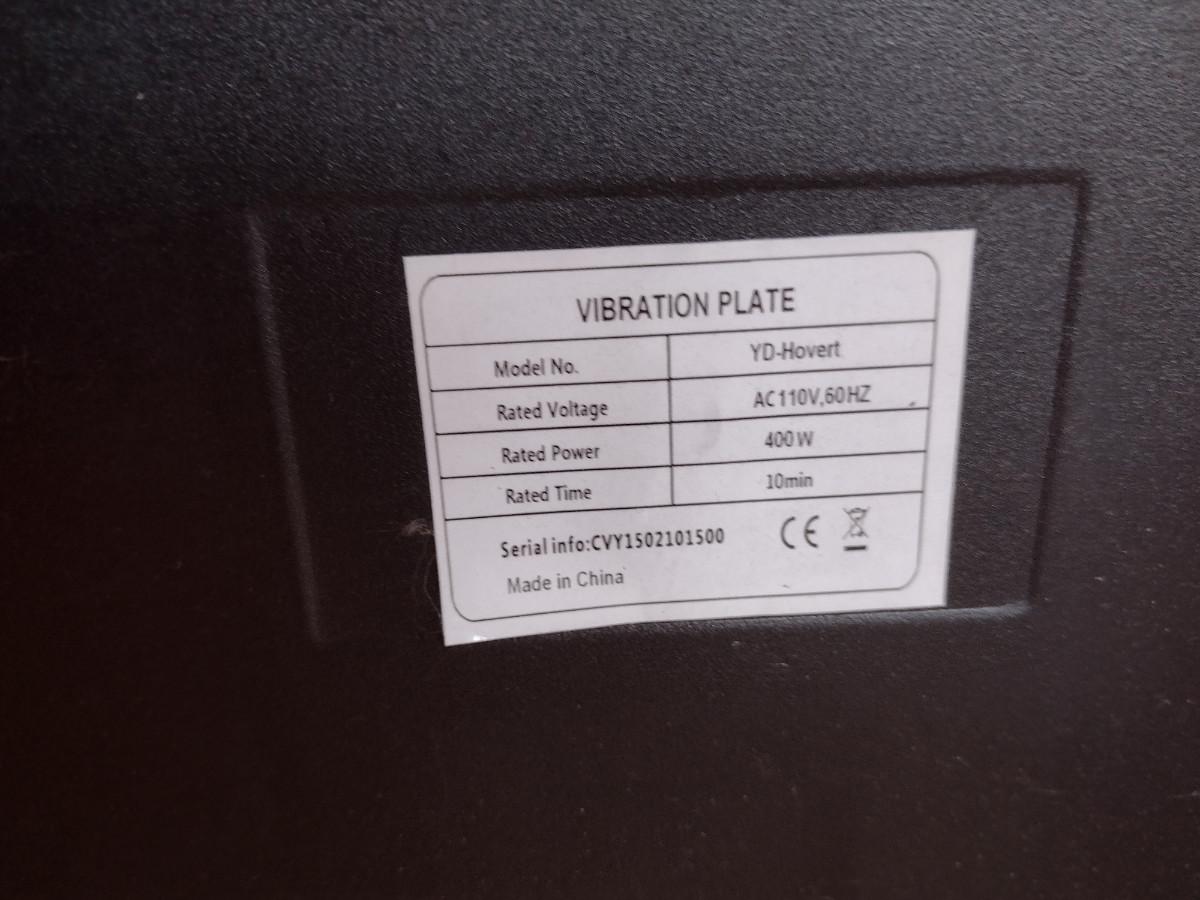 VIBRATION PLATE
Model No. YD-Hovert
Rated Voltage AC110V,60HZ
Rated Power 400W
Rated Time 10min
Serial info:CVY1502101500 CE
Made in China